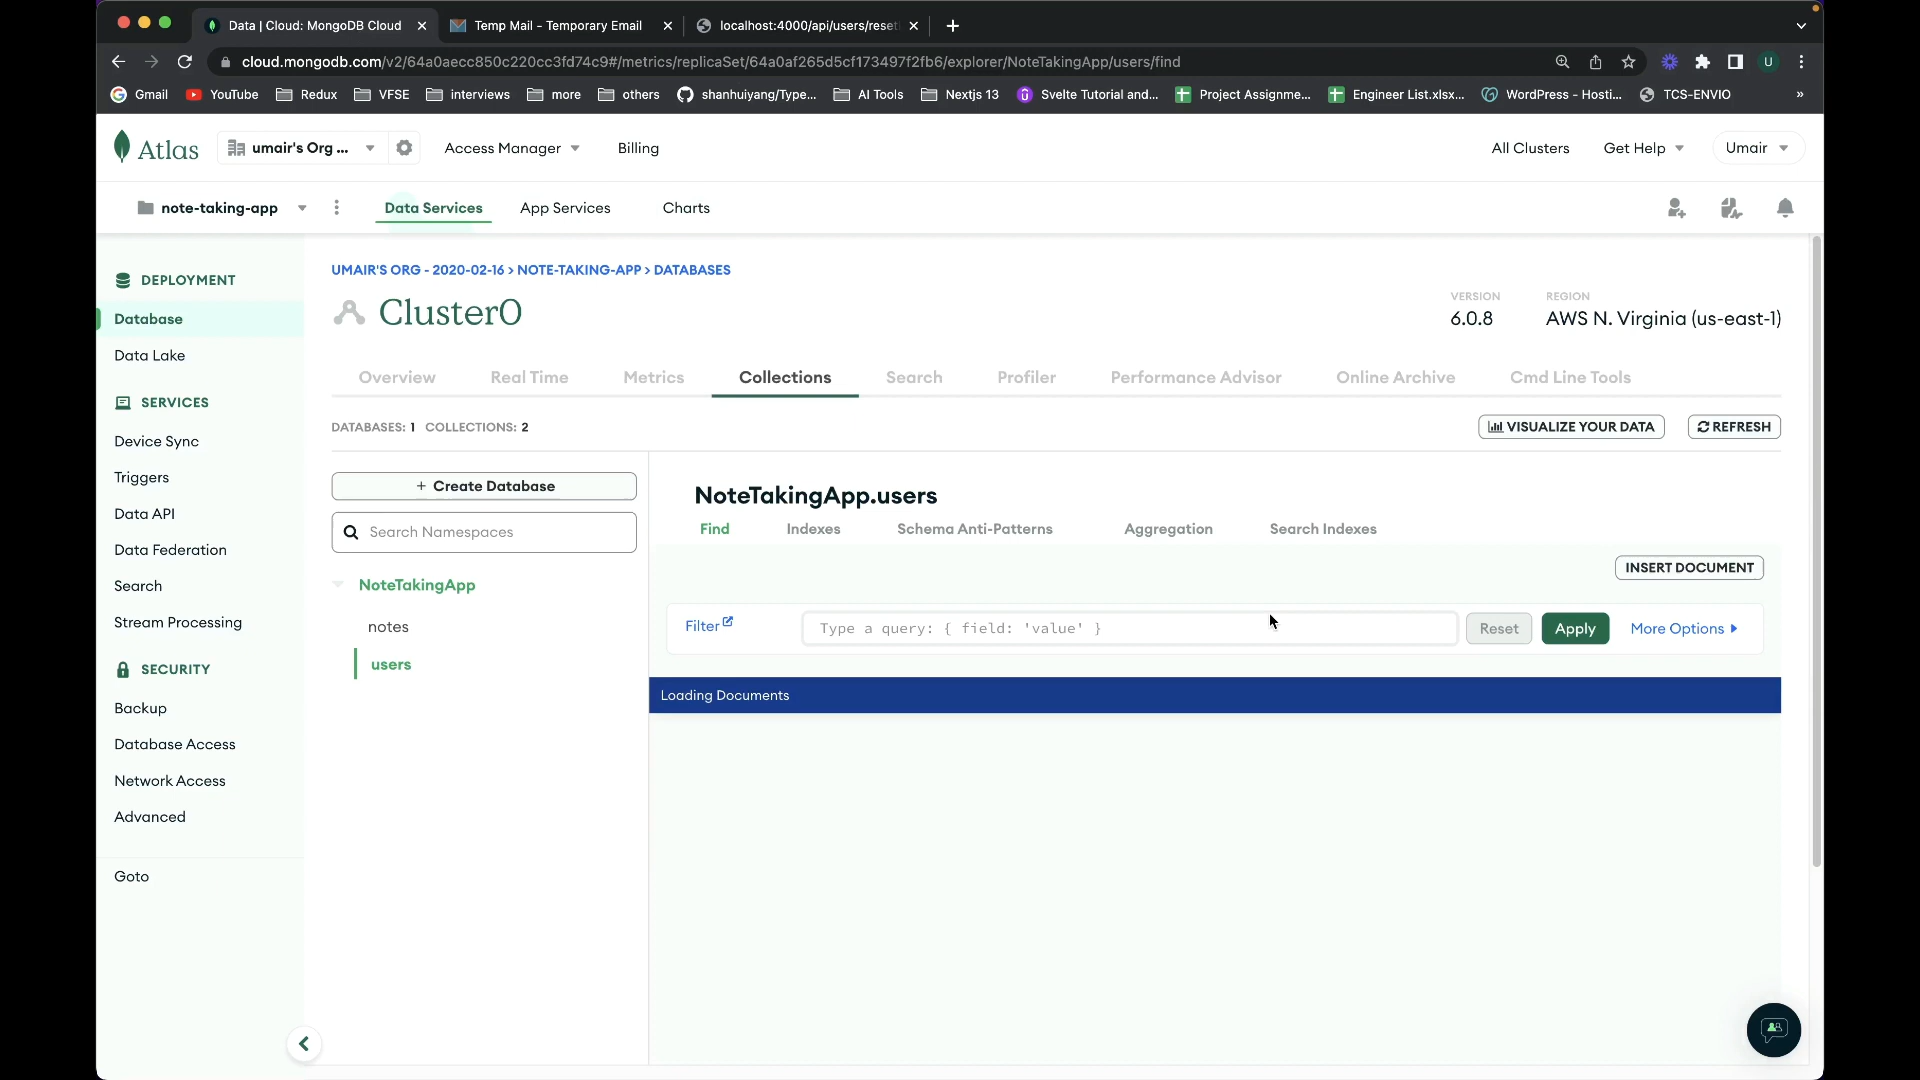 Data | Cloud: MongoDB Cloud
Temp Mail - Temporary Email
localhost:4000/api/users/reset
cloud.mongodb.com/v2/64a0aecc850c220cc3fd74c9#/metrics/replicaSet/64a0af265d5cf173497f2fb6/explorer/NoteTakingApp/users/find
U
Gmail
YouTube
Redux
VFSE
interviews
more
others
shanhuiyang/Type...
AI Tools
Nextjs 13
Svelte Tutorial and...
Project Assignme...
Engineer List.xlsx...
WordPress - Hosti...
TCS-ENVIO
»
Atlas
umair's Org ...
Access Manager
Billing
All Clusters
Get Help
Umair
note-taking-app
Data Services
App Services
Charts
DEPLOYMENT
Database
Data Lake
SERVICES
Device Sync
Triggers
Data API
Data Federation
Search
Stream Processing
SECURITY
Backup
Database Access
Network Access
Advanced
Goto
UMAIR'S ORG - 2020-02-16 > NOTE-TAKING-APP > DATABASES
Cluster0
VERSION
6.0.8
REGION
AWS N. Virginia (us-east-1)
Overview
Real Time
Metrics
Collections
Search
Profiler
Performance Advisor
Online Archive
Cmd Line Tools
DATABASES: 1 COLLECTIONS: 2
VISUALIZE YOUR DATA
REFRESH
+ Create Database
Search Namespaces
NoteTakingApp
notes
users
NoteTakingApp.users
Find
Indexes
Schema Anti-Patterns
Aggregation
Search Indexes
INSERT DOCUMENT
Filter
Type a query: { field: 'value' }
Reset
Apply
More Options
Loading Documents